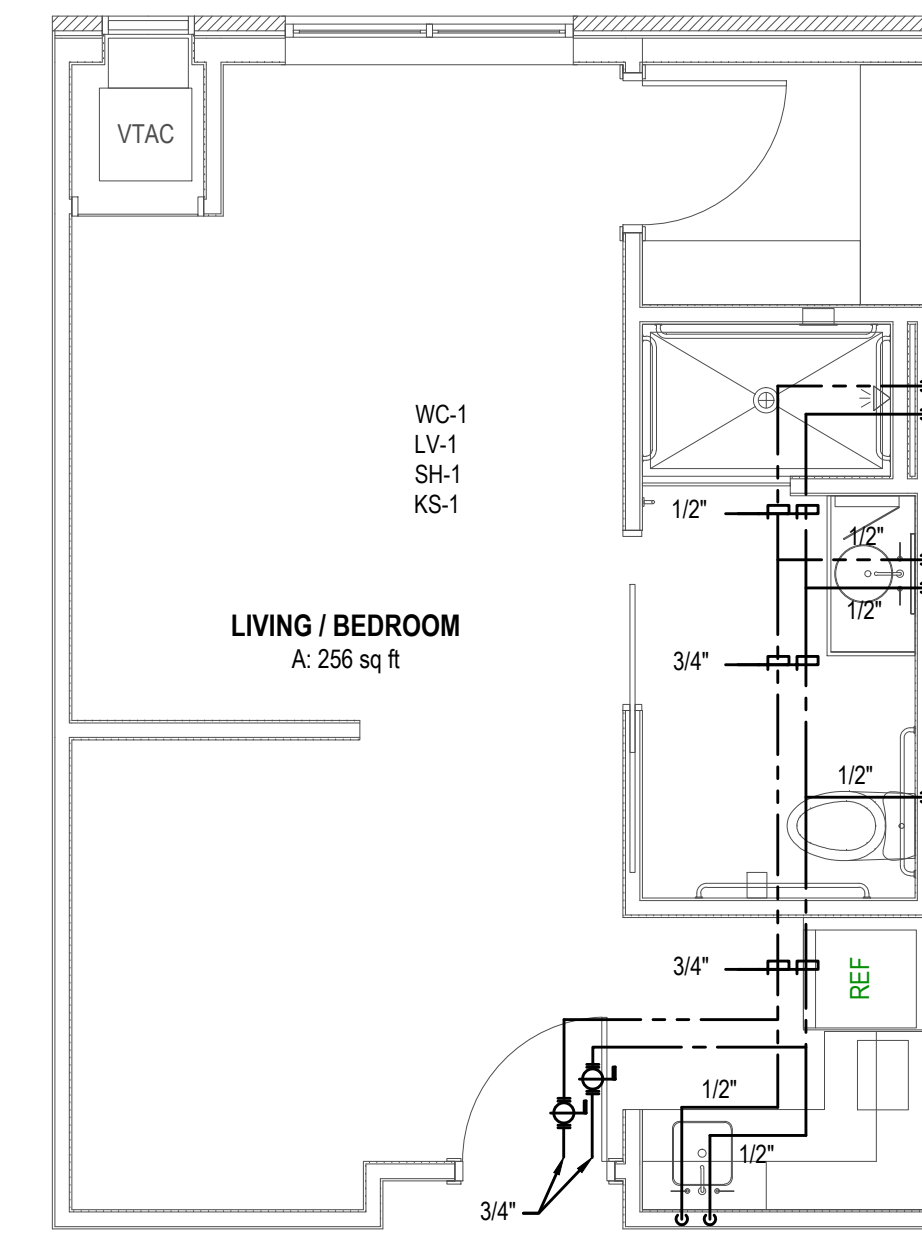 VTAC
WC-1
LV-1
SH-1
KS-1
1/2"
1/2"
1/2"
LIVING / BEDROOM
A: 256 sq ft
3/4"
1/2"
3/4"
REF
1/2"
1/2"
3/4"